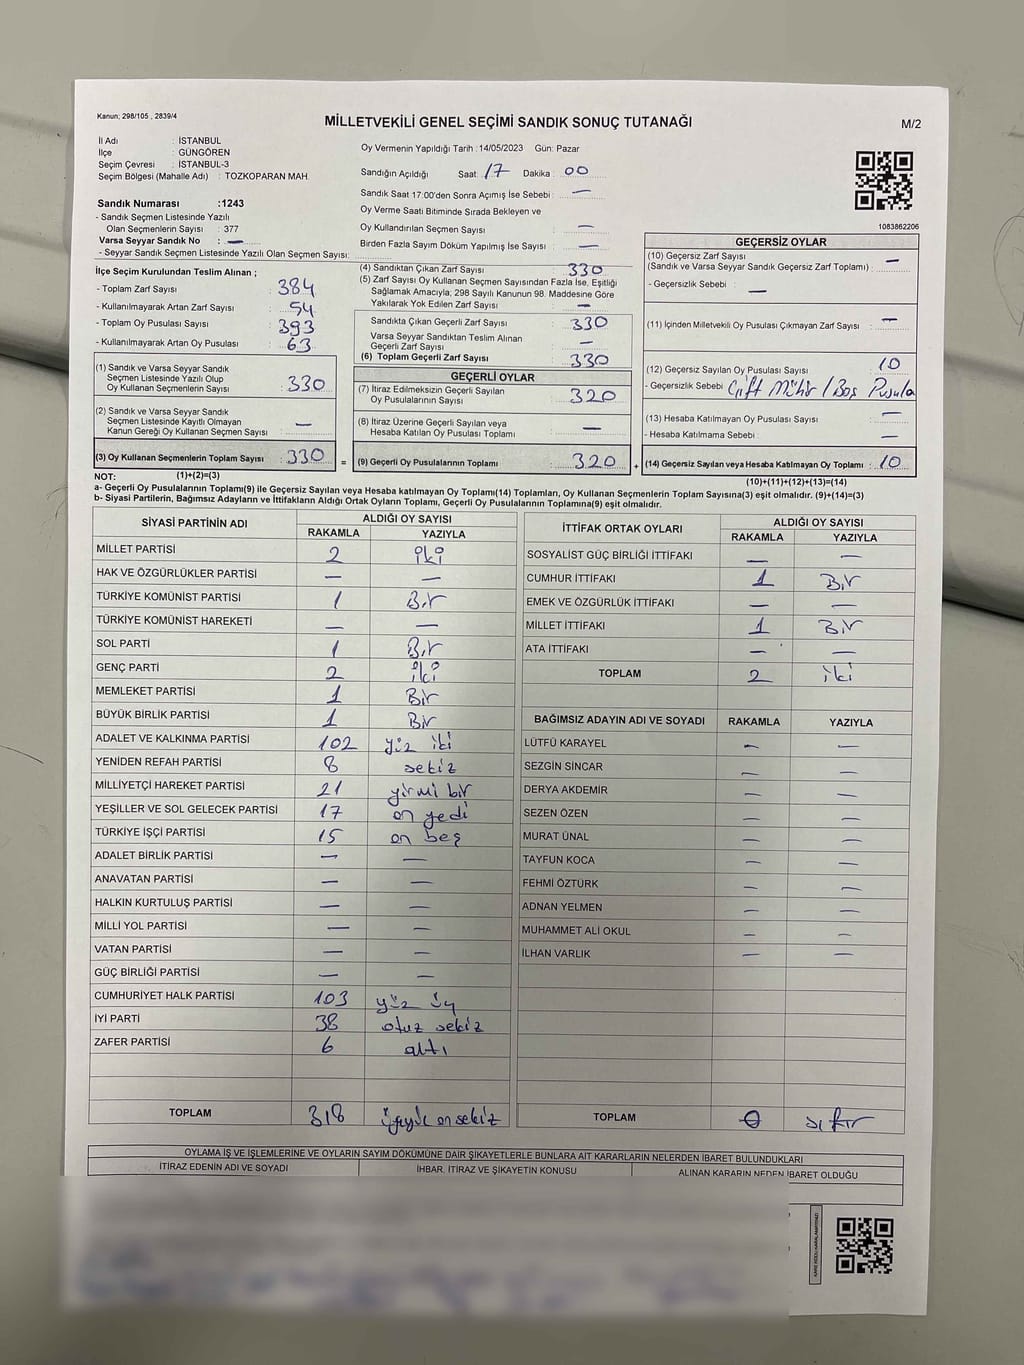 Kanun; 298/105 , 2839/4
MİLLETVEKİLİ GENEL SEÇİMİ SANDIK SONUÇ TUTANAĞI
M/2
İl Adı : İSTANBUL
İlçe : GÜNGÖREN
Seçim Çevresi : İSTANBUL-3
Seçim Bölgesi (Mahalle Adı) : TOZKOPARAN MAH.
Sandık Numarası :1243
- Sandık Seçmen Listesinde Yazılı
Olan Seçmenlerin Sayısı : 377
Varsa Seyyar Sandık No : —
- Seyyar Sandık Seçmen Listesinde Yazılı Olan Seçmen Sayısı:
Oy Vermenin Yapıldığı Tarih :14/05/2023 Gün: Pazar
Sandığın Açıldığı Saat 17 Dakika 00
Sandık Saat 17:00'den Sonra Açımış İse Sebebi : —
Oy Verme Saati Bitiminde Sırada Bekleyen ve
Oy Kullandırılan Seçmen Sayısı : —
Birden Fazla Sayım Döküm Yapılmış İse Sayısı : —
1083862206
İlçe Seçim Kurulundan Teslim Alınan ;
- Toplam Zarf Sayısı : 384
- Kullanılmayarak Artan Zarf Sayısı : 54
- Toplam Oy Pusulası Sayısı : 393
- Kullanılmayarak Artan Oy Pusulası : 63
(1) Sandık ve Varsa Seyyar Sandık
Seçmen Listesinde Yazılı Olup
Oy Kullanan Seçmenlerin Sayısı : 330
(2) Sandık ve Varsa Seyyar Sandık
Seçmen Listesinde Kayıtlı Olmayan
Kanun Gereği Oy Kullanan Seçmen Sayısı : —
(3) Oy Kullanan Seçmenlerin Toplam Sayısı : 330
(4) Sandıktan Çıkan Zarf Sayısı : 330
(5) Zarf Sayısı Oy Kullanan Seçmen Sayısından Fazla İse, Eşitliği
Sağlamak Amacıyla; 298 Sayılı Kanunun 98. Maddesine Göre
Yakılarak Yok Edilen Zarf Sayısı : —
Sandıkta Çıkan Geçerli Zarf Sayısı : 330
Varsa Seyyar Sandıktan Teslim Alınan
Geçerli Zarf Sayısı : —
(6) Toplam Geçerli Zarf Sayısı : 330
GEÇERLİ OYLAR
(7) İtiraz Edilmeksizin Geçerli Sayılan
Oy Pusulalarının Sayısı : 320
(8) İtiraz Üzerine Geçerli Sayılan veya
Hesaba Katılan Oy Pusulası Toplamı : —
= (9) Geçerli Oy Pusulalarının Toplamı : 320 +
GEÇERSİZ OYLAR
(10) Geçersiz Zarf Sayısı
(Sandık ve Varsa Seyyar Sandık Geçersiz Zarf Toplamı) : —
- Geçersizlik Sebebi : —
(11) İçinden Milletvekili Oy Pusulası Çıkmayan Zarf Sayısı : —
(12) Geçersiz Sayılan Oy Pusulası Sayısı : 10
- Geçersizlik Sebebi : Çift Mühür / Boş Pusula
(13) Hesaba Katılmayan Oy Pusulası Sayısı : —
- Hesaba Katılmama Sebebi : —
(14) Geçersiz Sayılan veya Hesaba Katılmayan Oy Toplamı : 10
NOT: (1)+(2)=(3)
(10)+(11)+(12)+(13)=(14)
a- Geçerli Oy Pusulalarının Toplamı(9) ile Geçersiz Sayılan veya Hesaba katılmayan Oy Toplamı(14) Toplamları, Oy Kullanan Seçmenlerin Toplam Sayısına(3) eşit olmalıdır. (9)+(14)=(3)
b- Siyasi Partilerin, Bağımsız Adayların ve İttifakların Aldığı Ortak Oyların Toplamı, Geçerli Oy Pusulalarının Toplamına(9) eşit olmalıdır.
SİYASİ PARTİNİN ADI ALDIĞI OY SAYISI
RAKAMLA YAZIYLA
MİLLET PARTİSİ 2 iki
HAK VE ÖZGÜRLÜKLER PARTİSİ — —
TÜRKİYE KOMÜNİST PARTİSİ 1 Bir
TÜRKİYE KOMÜNİST HAREKETİ — —
SOL PARTİ 1 Bir
GENÇ PARTİ 2 iki
MEMLEKET PARTİSİ 1 Bir
BÜYÜK BİRLİK PARTİSİ 1 Bir
ADALET VE KALKINMA PARTİSİ 102 yüz iki
YENİDEN REFAH PARTİSİ 8 sekiz
MİLLİYETÇİ HAREKET PARTİSİ 21 yirmi bir
YEŞİLLER VE SOL GELECEK PARTİSİ 17 on yedi
TÜRKİYE İŞÇİ PARTİSİ 15 on beş
ADALET BİRLİK PARTİSİ — —
ANAVATAN PARTİSİ — —
HALKIN KURTULUŞ PARTİSİ — —
MİLLİ YOL PARTİSİ — —
VATAN PARTİSİ — —
GÜÇ BİRLİĞİ PARTİSİ — —
CUMHURİYET HALK PARTİSİ 103 yüz üç
İYİ PARTİ 38 otuz sekiz
ZAFER PARTİSİ 6 altı
TOPLAM 318 üçyüz onsekiz
İTTİFAK ORTAK OYLARI ALDIĞI OY SAYISI
RAKAMLA YAZIYLA
SOSYALİST GÜÇ BİRLİĞİ İTTİFAKI — —
CUMHUR İTTİFAKI 1 Bir
EMEK VE ÖZGÜRLÜK İTTİFAKI — —
MİLLET İTTİFAKI 1 Bir
ATA İTTİFAKI — —
TOPLAM 2 iki
BAĞIMSIZ ADAYIN ADI VE SOYADI RAKAMLA YAZIYLA
LÜTFÜ KARAYEL — —
SEZGİN SİNCAR — —
DERYA AKDEMİR — —
SEZEN ÖZEN — —
MURAT ÜNAL — —
TAYFUN KOCA — —
FEHMİ ÖZTÜRK — —
ADNAN YELMEN — —
MUHAMMET ALİ OKUL — —
İLHAN VARLIK — —
TOPLAM 0 sıfır
OYLAMA İŞ VE İŞLEMLERİNE VE OYLARIN SAYIM DÖKÜMÜNE DAİR ŞİKAYETLERLE BUNLARA AİT KARARLARIN NELERDEN İBARET BULUNDUKLARI
İTİRAZ EDENİN ADI VE SOYADI İHBAR, İTİRAZ VE ŞİKAYETİN KONUSU ALINAN KARARIN NEDEN İBARET OLDUĞU